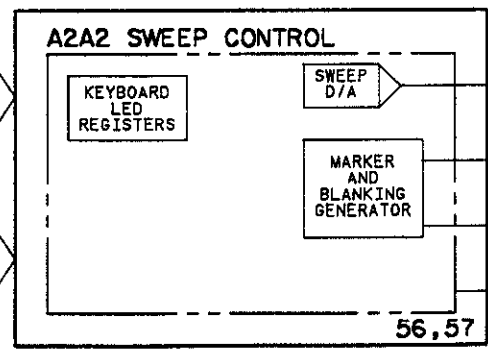 A2A2 SWEEP CONTROL
KEYBOARD
LED
REGISTERS
SWEEP
D/A
MARKER
AND
BLANKING
GENERATOR
56,57